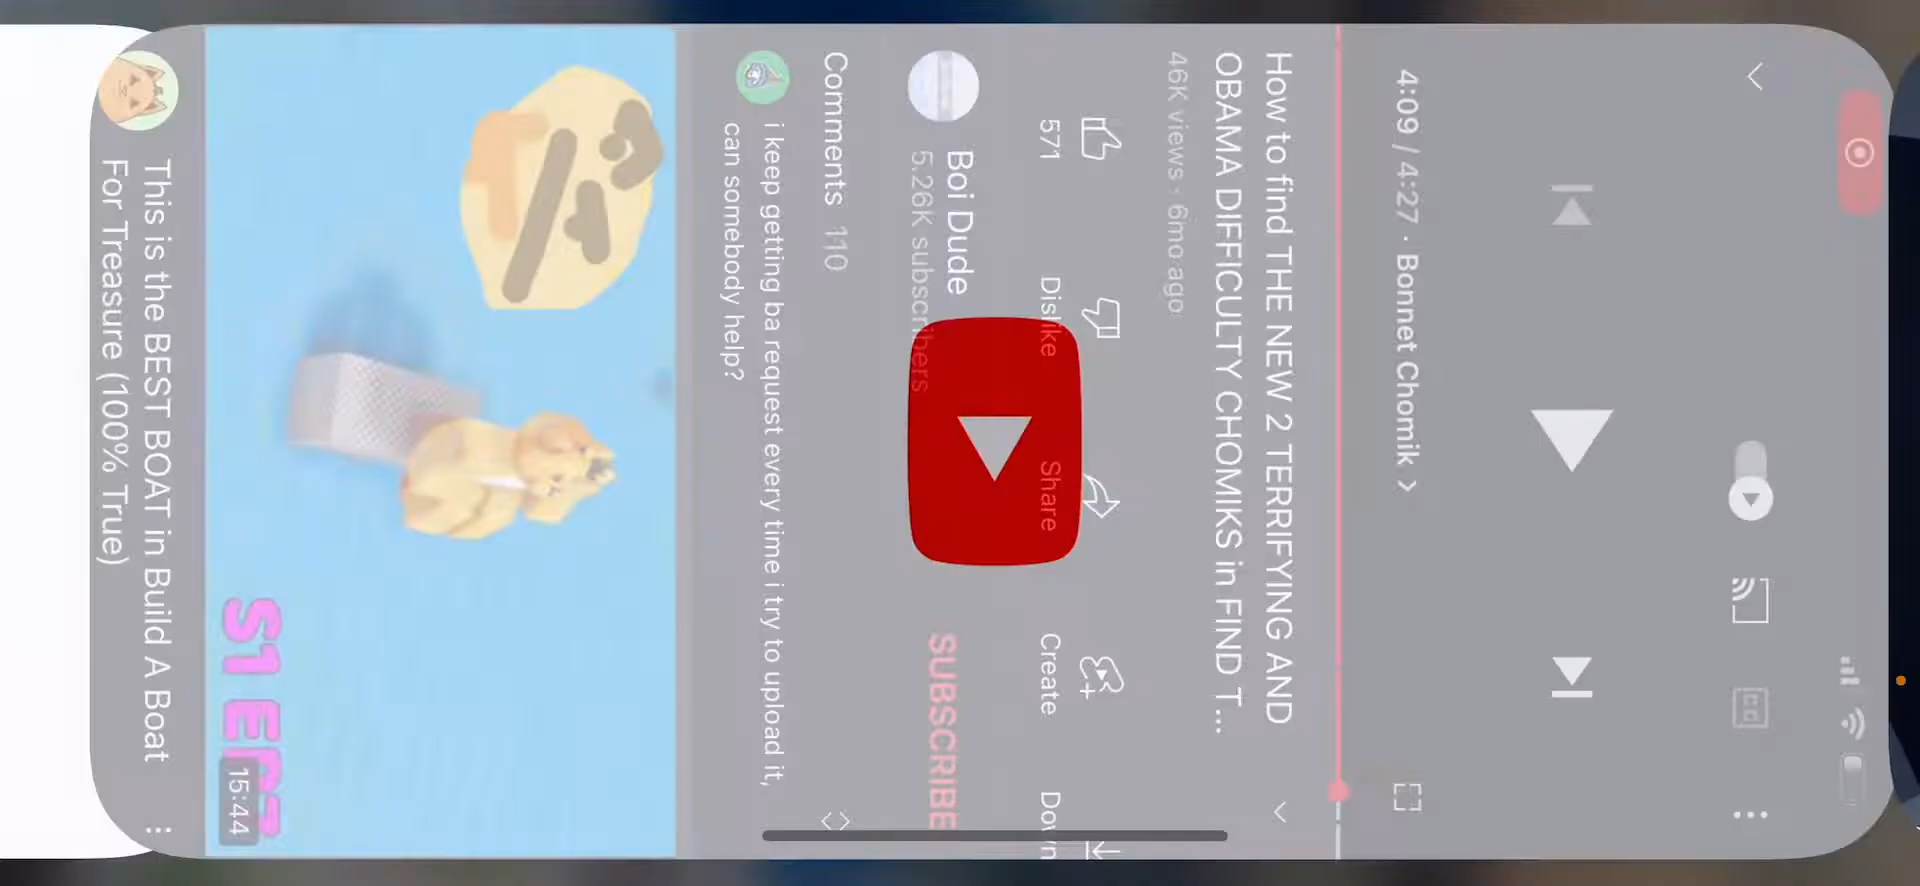 4:09 / 4:27 · Bonnet Chomik >
CC
How to find THE NEW 2 TERRIFYING AND
OBAMA DIFFICULTY CHOMIKS in FIND T...
46K views · 6mo ago
571
Dislike
Share
Create
Down
Boi Dude
5.26K subscribers
SUBSCRIBE
Comments 110
i keep getting ba request every time i try to upload it,
can somebody help?
S1 E
15:44
This is the BEST BOAT in Build A Boat
For Treasure (100% True)